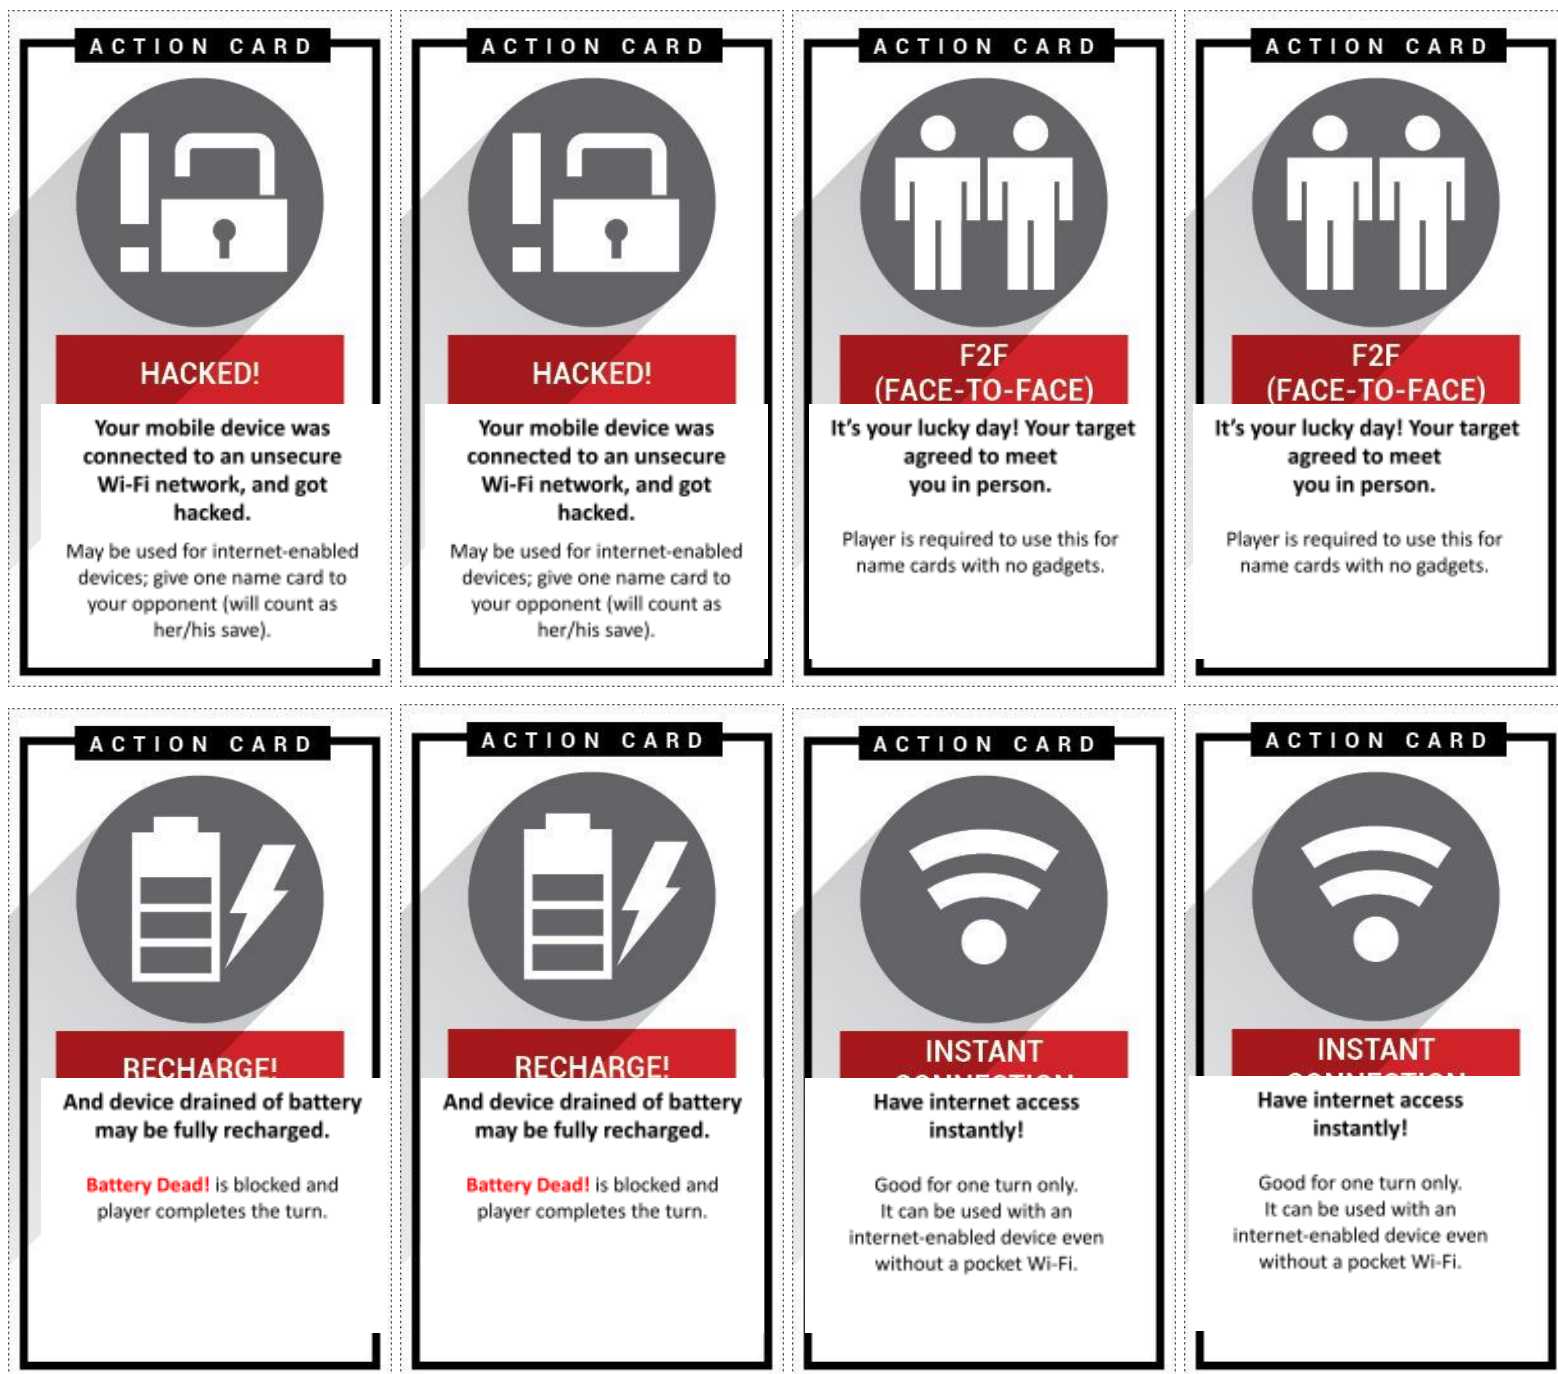 ACTION CARD
HACKED!
Your mobile device was
connected to an unsecure
Wi-Fi network, and got
hacked.
May be used for internet-enabled
devices; give one name card to
your opponent (will count as
her/his save).
ACTION CARD
HACKED!
Your mobile device was
connected to an unsecure
Wi-Fi network, and got
hacked.
May be used for internet-enabled
devices; give one name card to
your opponent (will count as
her/his save).
ACTION CARD
F2F
(FACE-TO-FACE)
It's your lucky day! Your target
agreed to meet
you in person.
Player is required to use this for
name cards with no gadgets.
ACTION CARD
F2F
(FACE-TO-FACE)
It's your lucky day! Your target
agreed to meet
you in person.
Player is required to use this for
name cards with no gadgets.
ACTION CARD
RECHARGE!
And device drained of battery
may be fully recharged.
Battery Dead! is blocked and
player completes the turn.
ACTION CARD
RECHARGE!
And device drained of battery
may be fully recharged.
Battery Dead! is blocked and
player completes the turn.
ACTION CARD
INSTANT
CONNECTION
Have internet access
instantly!
Good for one turn only.
It can be used with an
internet-enabled device even
without a pocket Wi-Fi.
ACTION CARD
INSTANT
CONNECTION
Have internet access
instantly!
Good for one turn only.
It can be used with an
internet-enabled device even
without a pocket Wi-Fi.